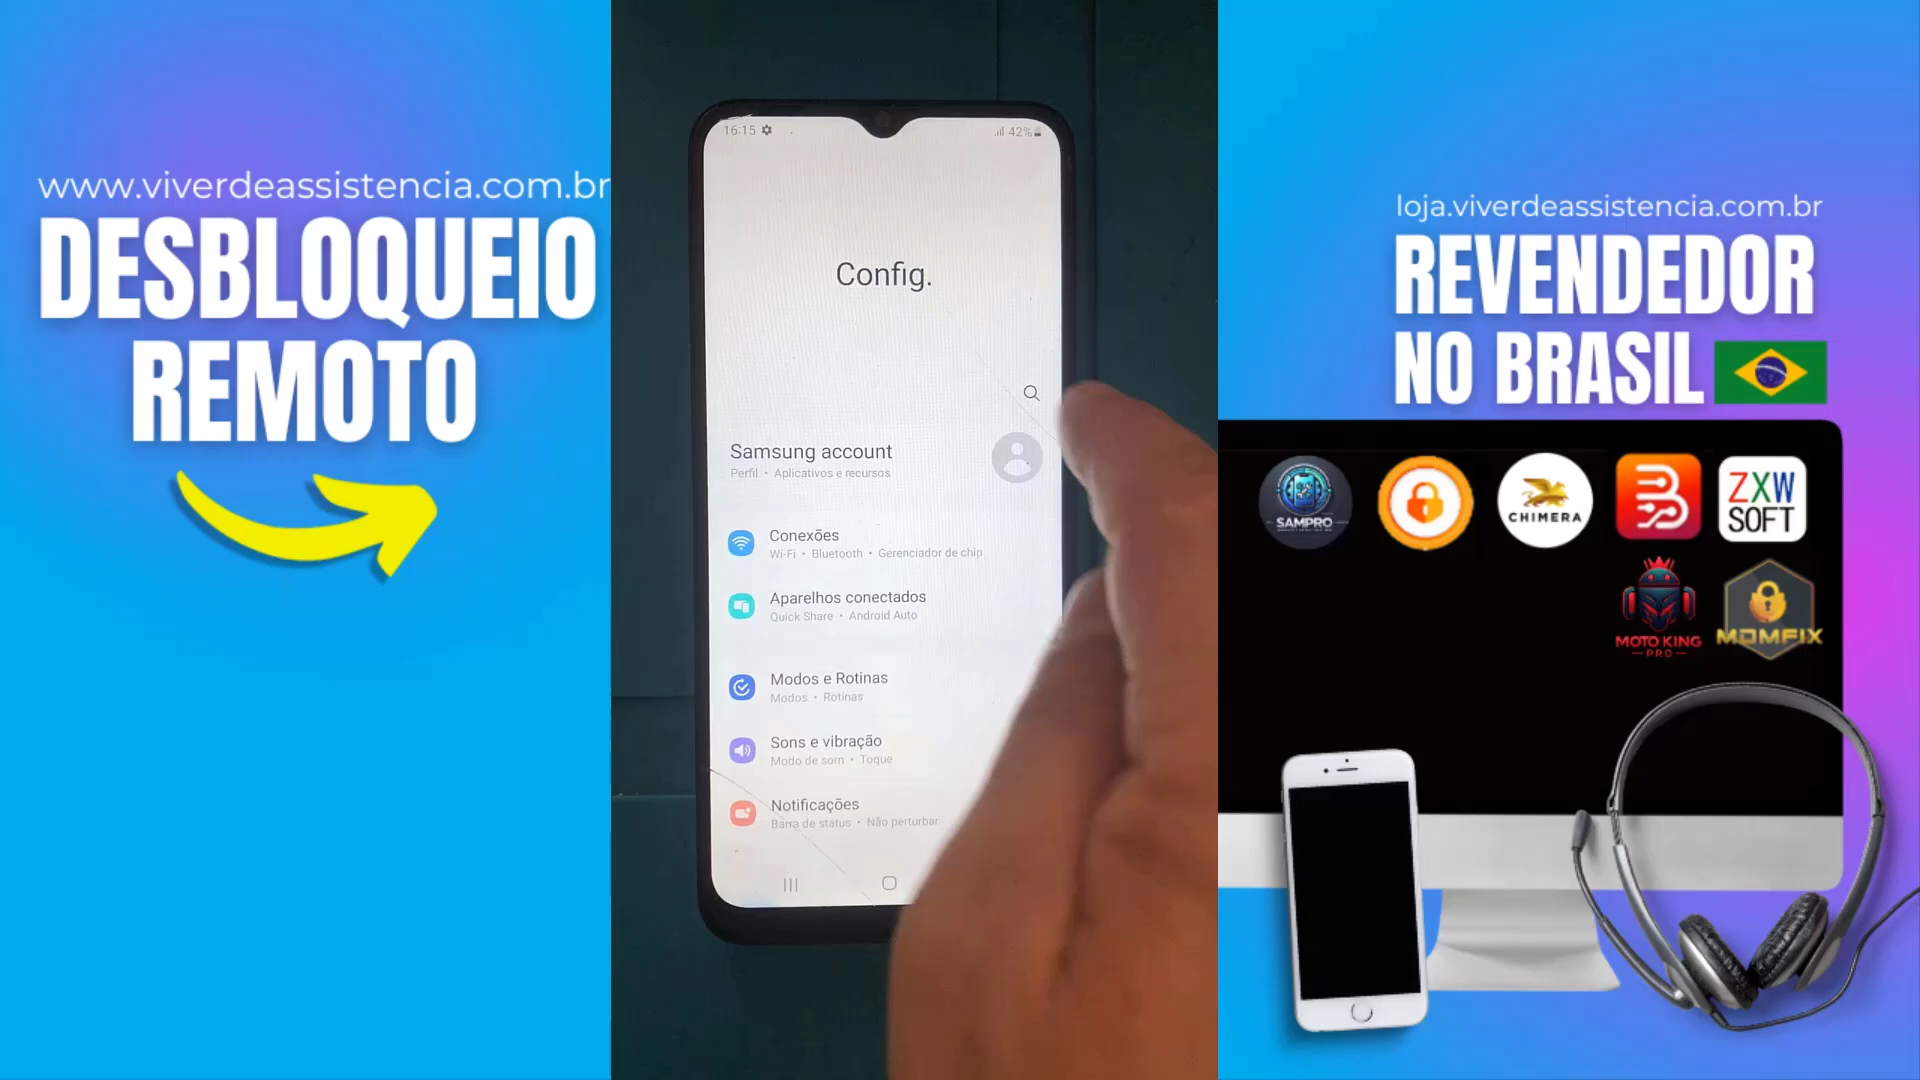 www.viverdeassistencia.com.br
DESBLOQUEIO
REMOTO
16:15
42%
Config.
Samsung account
Perfil • Aplicativos e recursos
Conexões
Wi-Fi • Bluetooth • Gerenciador de chip
Aparelhos conectados
Quick Share • Android Auto
Modos e Rotinas
Modos • Rotinas
Sons e vibração
Modo de som • Toque
Notificações
Barra de status • Não perturbar
loja.viverdeassistencia.com.br
REVENDEDOR
NO BRASIL
SAMPRO
CHIMERA
ZXW
SOFT
MOTO KING
PRO
MDMFIX